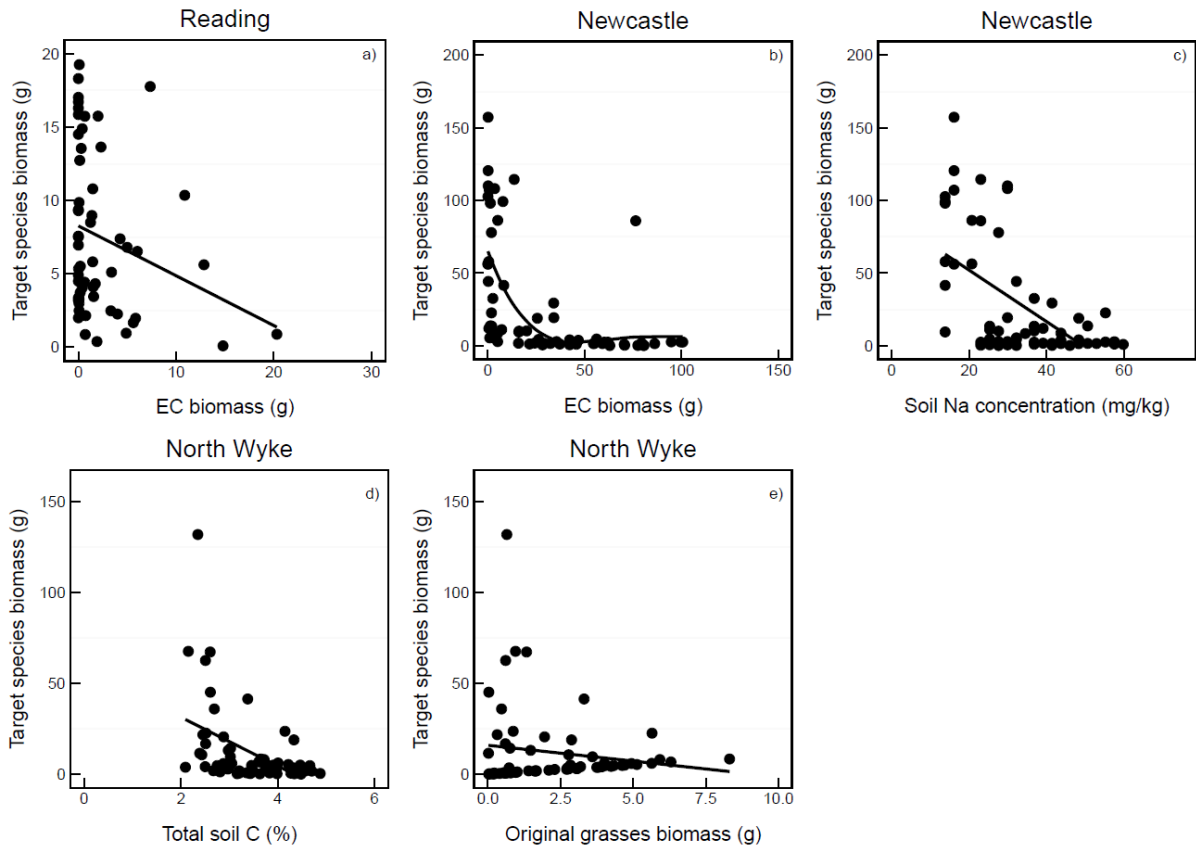 Reading
a)
Target species biomass (g)
20
15
10
5
0
0 10 20 30
EC biomass (g)
Newcastle
b)
Target species biomass (g)
200
150
100
50
0
0 50 100 150
EC biomass (g)
Newcastle
c)
Target species biomass (g)
200
150
100
50
0
0 20 40 60
Soil Na concentration (mg/kg)
North Wyke
d)
Target species biomass (g)
150
100
50
0
0 2 4 6
Total soil C (%)
North Wyke
e)
Target species biomass (g)
150
100
50
0
0.0 2.5 5.0 7.5 10.0
Original grasses biomass (g)